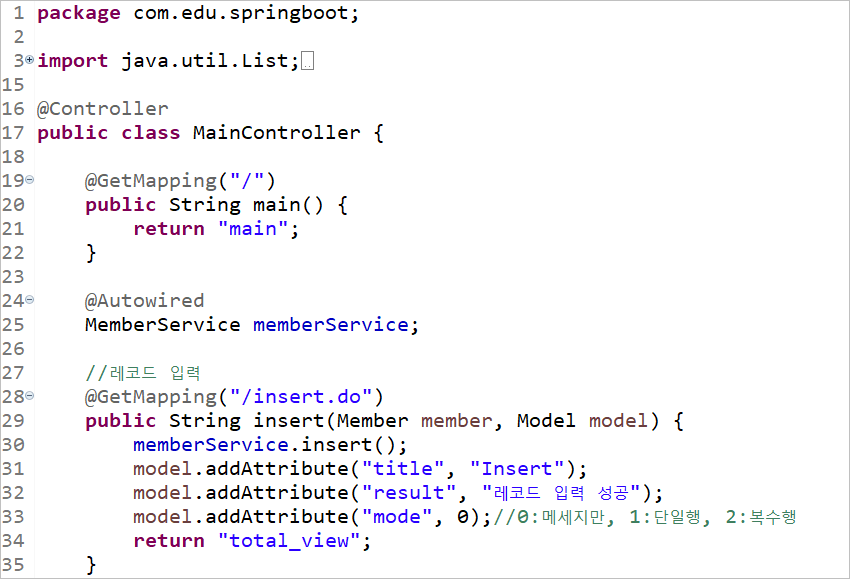 1 package com.edu.springboot;
2
3 import java.util.List;
15
16 @Controller
17 public class MainController {
18
19     @GetMapping("/")
20     public String main() {
21         return "main";
22     }
23
24     @Autowired
25     MemberService memberService;
26
27     //레코드 입력
28     @GetMapping("/insert.do")
29     public String insert(Member member, Model model) {
30         memberService.insert();
31         model.addAttribute("title", "Insert");
32         model.addAttribute("result", "레코드 입력 성공");
33         model.addAttribute("mode", 0);//0:메세지만, 1:단일행, 2:복수행
34         return "total_view";
35     }